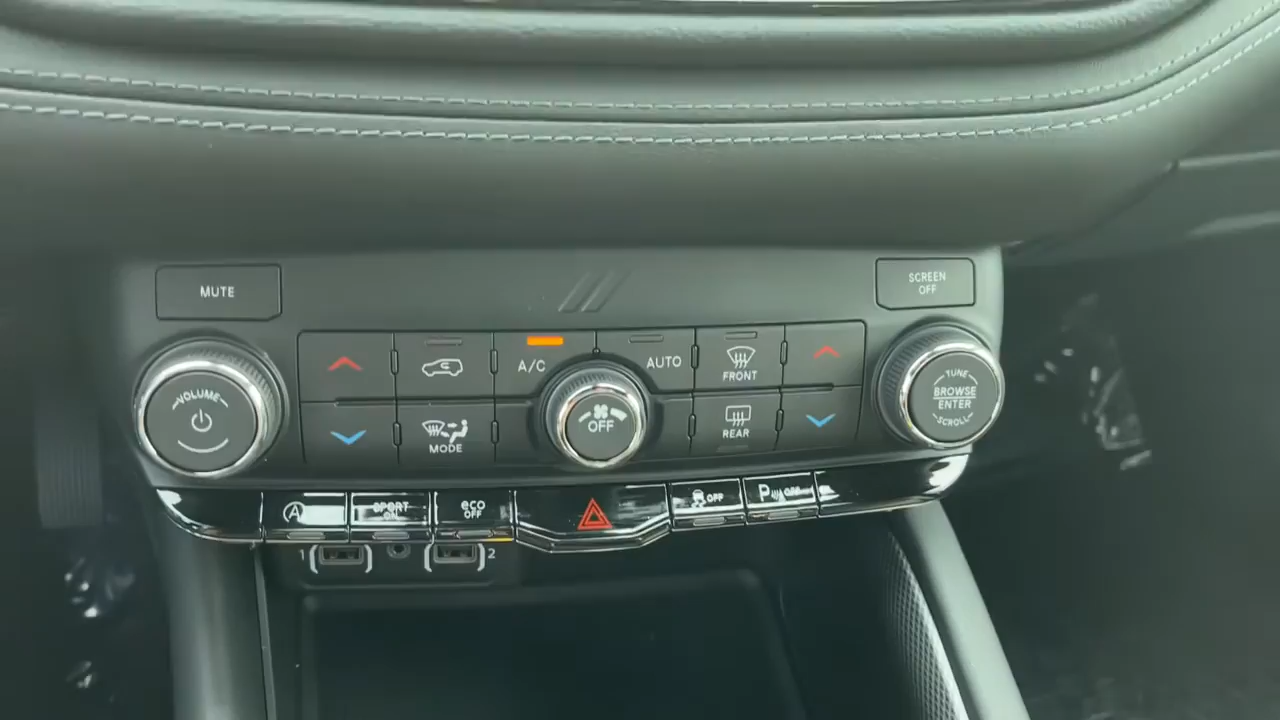 MUTE
SCREEN
OFF
VOLUME
A/C
AUTO
FRONT
MODE
OFF
REAR
TUNE
BROWSE
ENTER
SCROLL
A
SPORT
ON
eco
OFF
OFF
P OFF
1
2